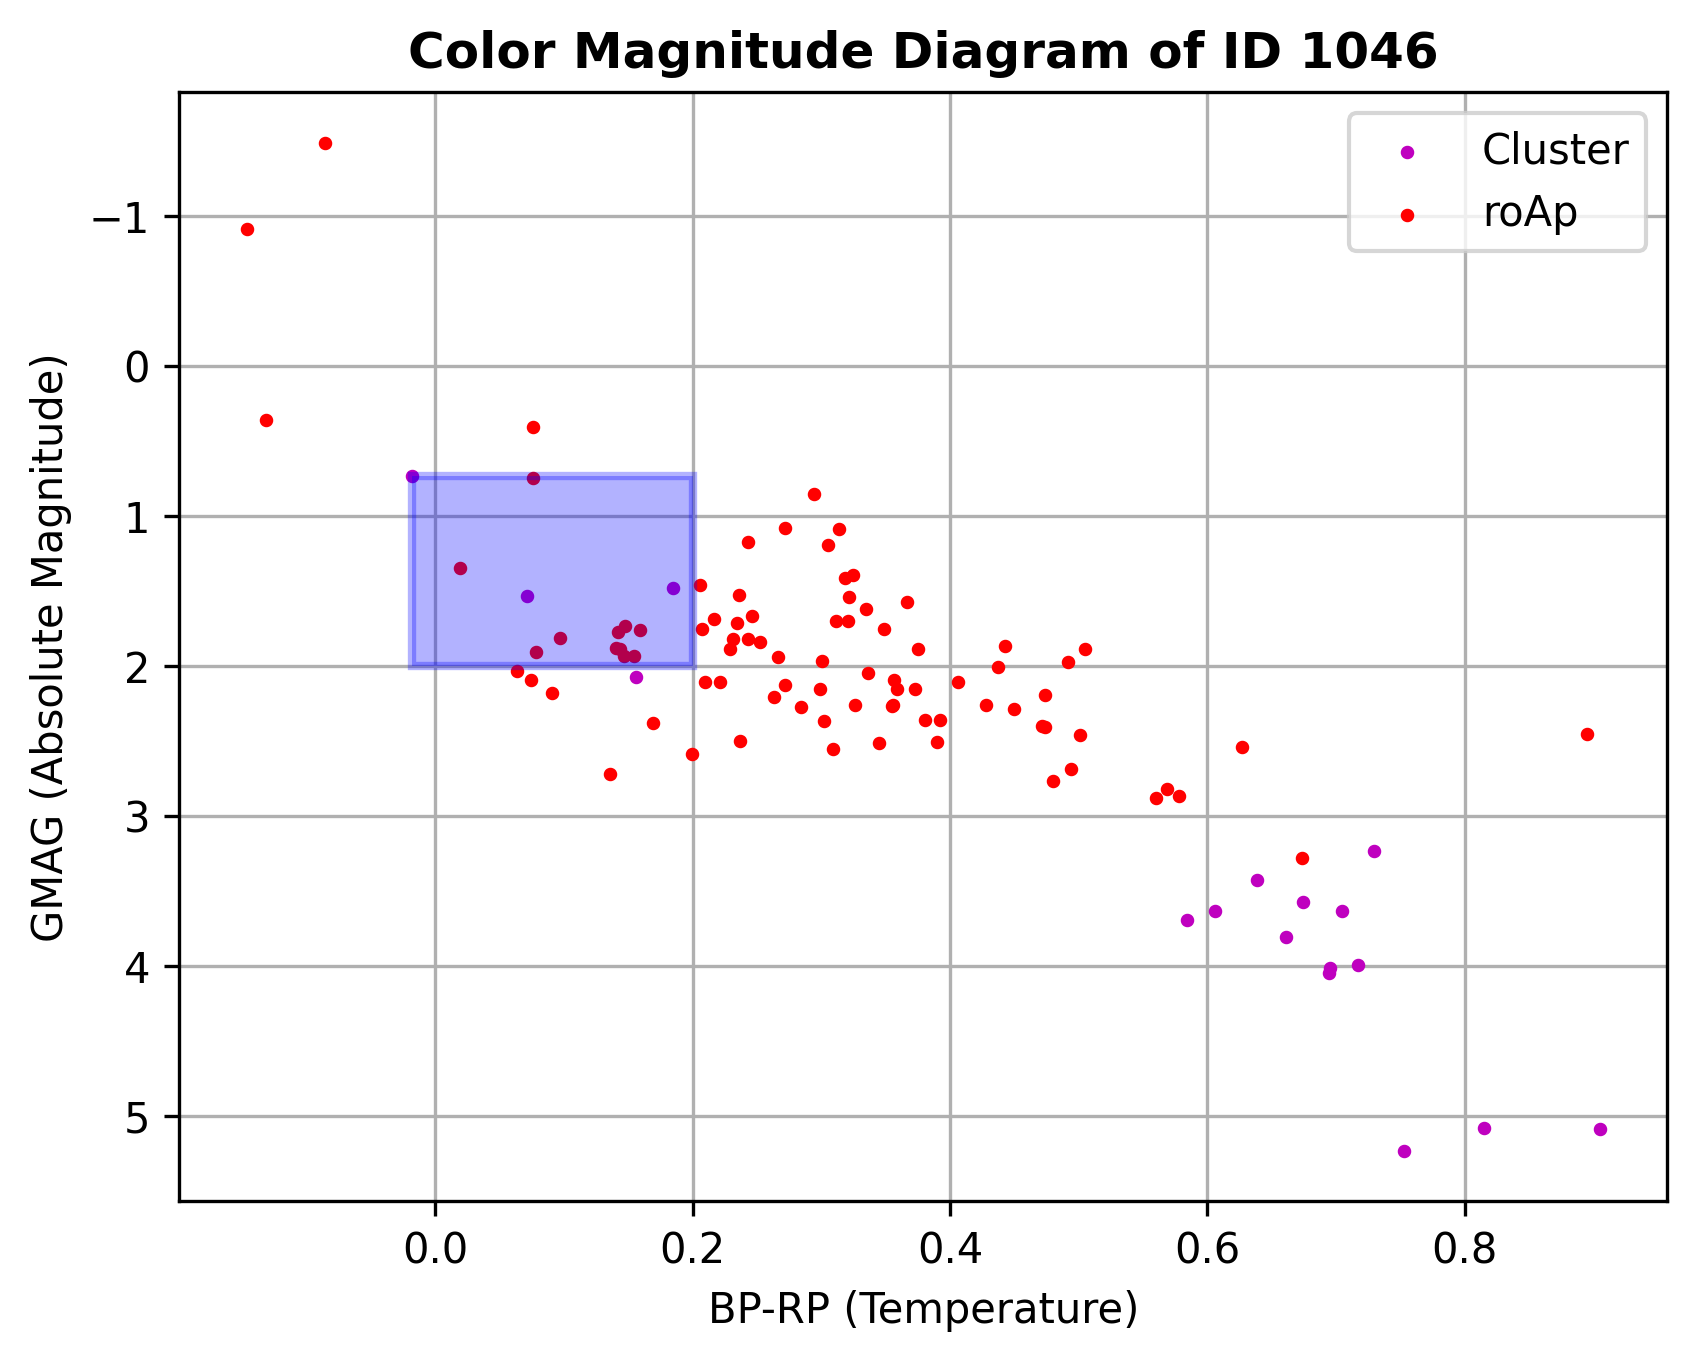 Color Magnitude Diagram of ID 1046
Cluster
roAp
GMAG (Absolute Magnitude)
−1
0
1
2
3
4
5
0.0 0.2 0.4 0.6 0.8
BP-RP (Temperature)